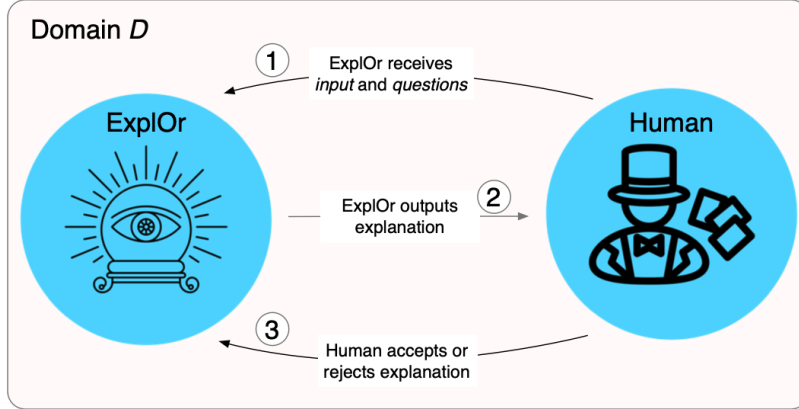 Domain D
1
ExplOr receives
input and questions
ExplOr
Human
2
ExplOr outputs
explanation
3
Human accepts or
rejects explanation